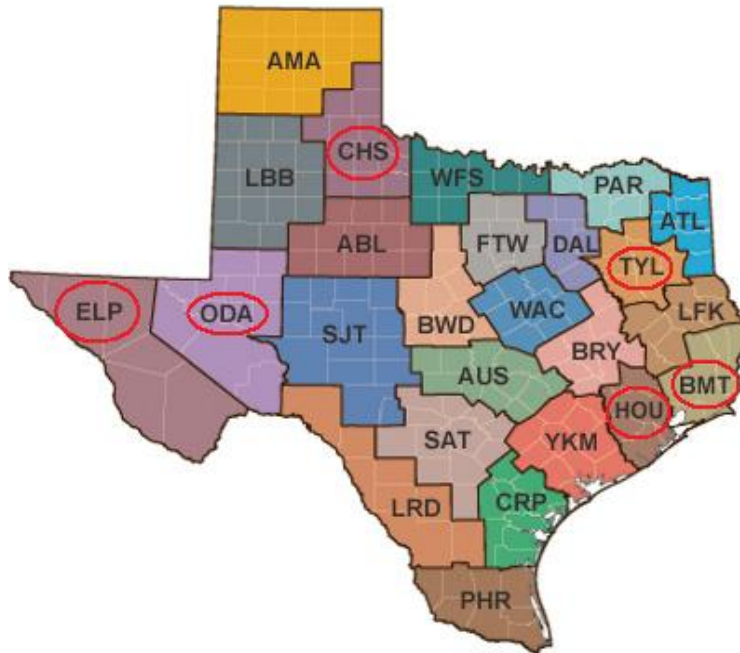 AMA
CHS
LBB
WFS
PAR
ATL
ABL
FTW
DAL
TYL
ELP
ODA
SJT
BWD
WAC
LFK
BRY
AUS
BMT
HOU
SAT
YKM
LRD
CRP
PHR